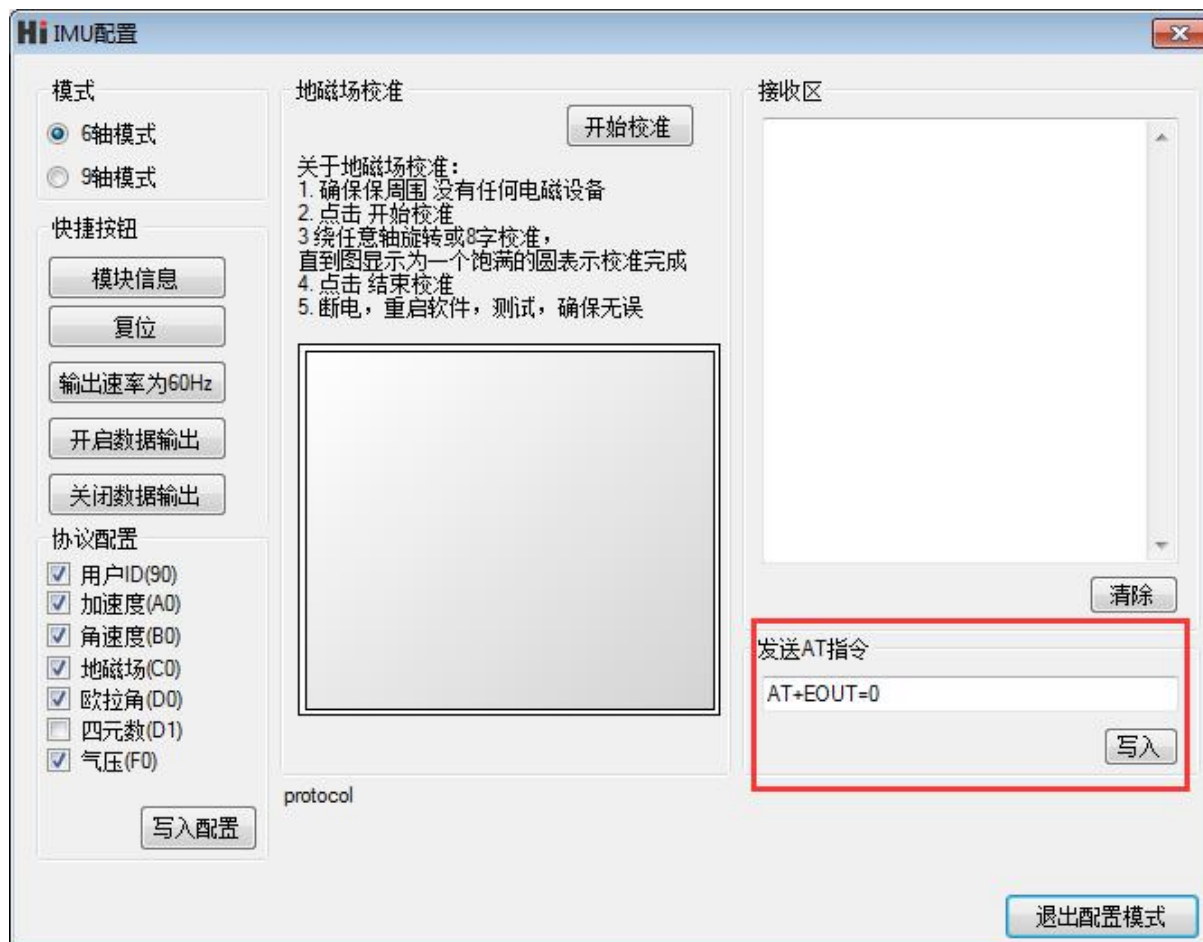 Hi IMU配置
模式
6轴模式
9轴模式
快捷按钮
模块信息
复位
输出速率为60Hz
开启数据输出
关闭数据输出
协议配置
用户ID(90)
加速度(A0)
角速度(B0)
地磁场(C0)
欧拉角(D0)
四元数(D1)
气压(F0)
写入配置
地磁场校准
开始校准
关于地磁场校准：
1. 确保保周围 没有任何电磁设备
2. 点击 开始校准
3 绕任意轴旋转或8字校准，
直到图显示为一个饱满的圆表示校准完成
4. 点击 结束校准
5. 断电，重启软件，测试，确保无误
protocol
接收区
清除
发送AT指令
AT+EOUT=0
写入
退出配置模式